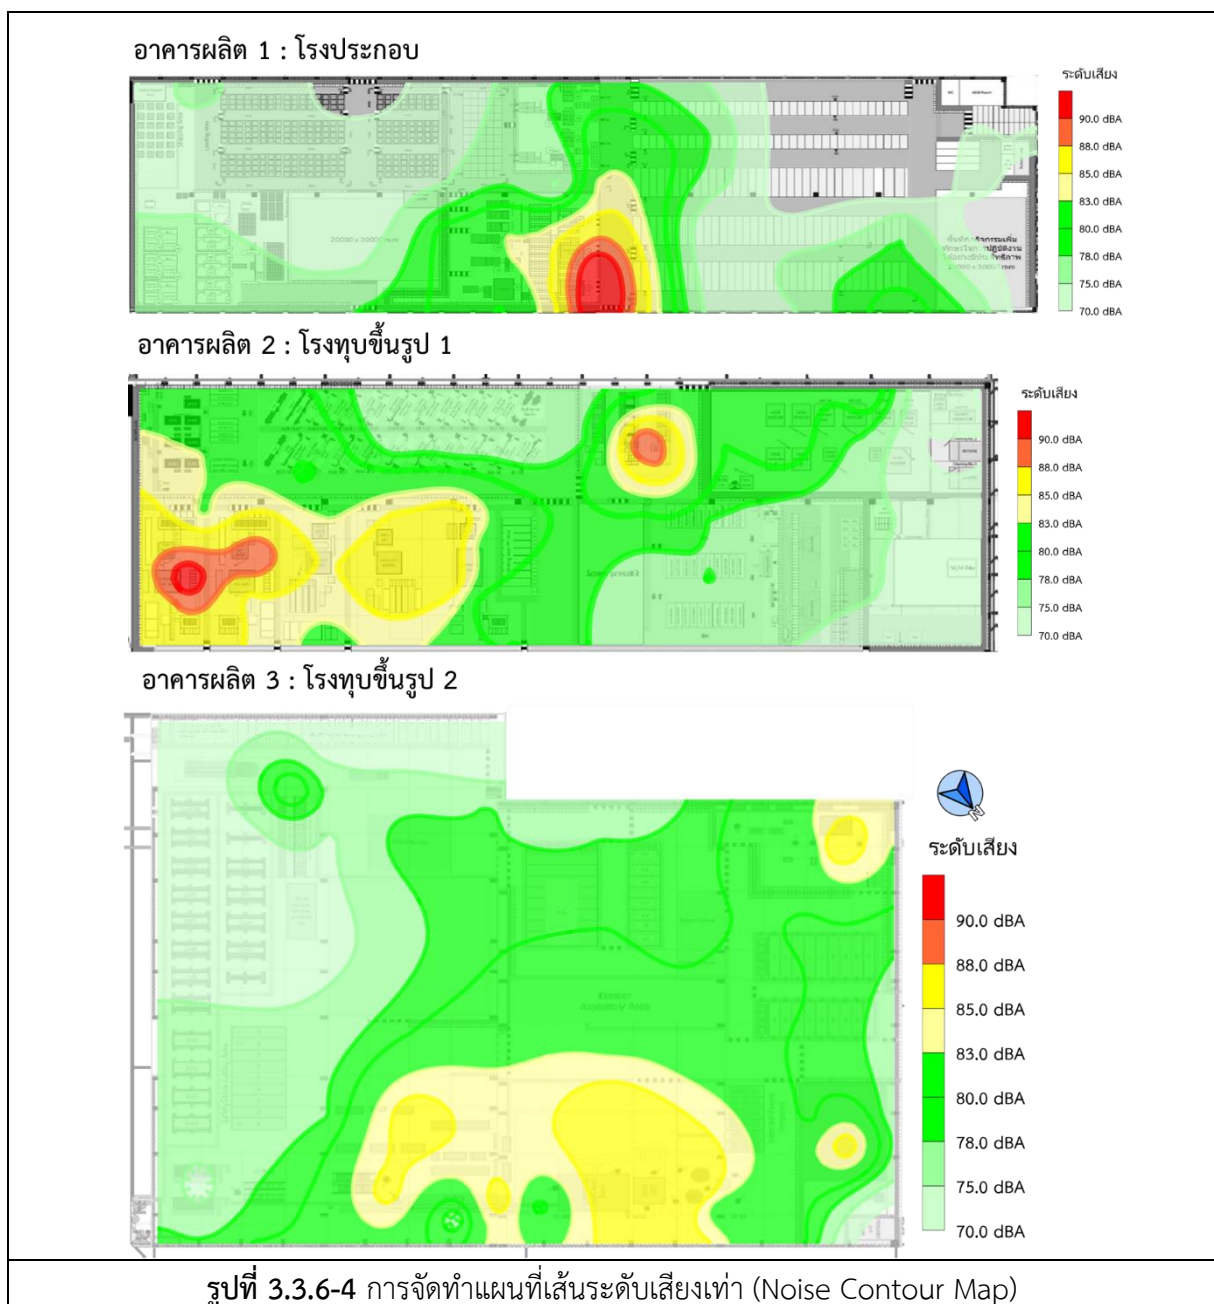 อาคารผลิต 1 : โรงประกอบ
ระดับเสียง
90.0 dBA
88.0 dBA
85.0 dBA
83.0 dBA
80.0 dBA
78.0 dBA
75.0 dBA
70.0 dBA
อาคารผลิต 2 : โรงทุบขึ้นรูป 1
ระดับเสียง
90.0 dBA
88.0 dBA
85.0 dBA
83.0 dBA
80.0 dBA
78.0 dBA
75.0 dBA
70.0 dBA
อาคารผลิต 3 : โรงทุบขึ้นรูป 2
N
ระดับเสียง
90.0 dBA
88.0 dBA
85.0 dBA
83.0 dBA
80.0 dBA
78.0 dBA
75.0 dBA
70.0 dBA
Assembly Area
รูปที่ 3.3.6-4 การจัดทำแผนที่เส้นระดับเสียงเท่า (Noise Contour Map)